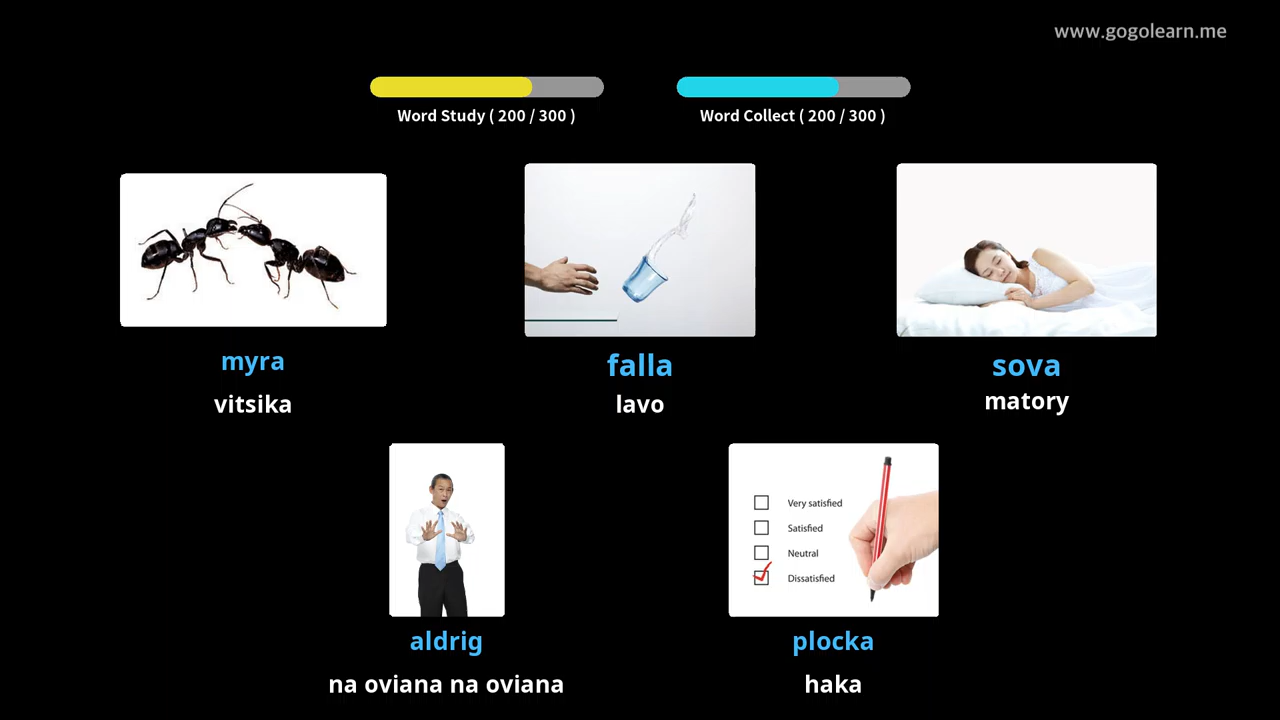 www.gogolearn.me
Word Study ( 200 / 300 )
Word Collect ( 200 / 300 )
myra
vitsika
falla
lavo
sova
matory
Very satisfied
Satisfied
Neutral
Dissatisfied
aldrig
na oviana na oviana
plocka
haka